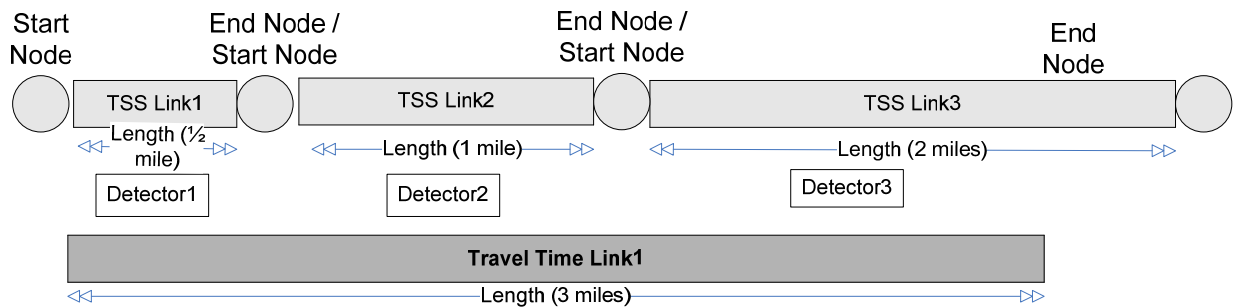 Start
Node
End Node /
Start Node
End Node /
Start Node
End
Node
TSS Link1
TSS Link2
TSS Link3
Length (½
mile)
Length (1 mile)
Length (2 miles)
Detector1
Detector2
Detector3
Travel Time Link1
Length (3 miles)